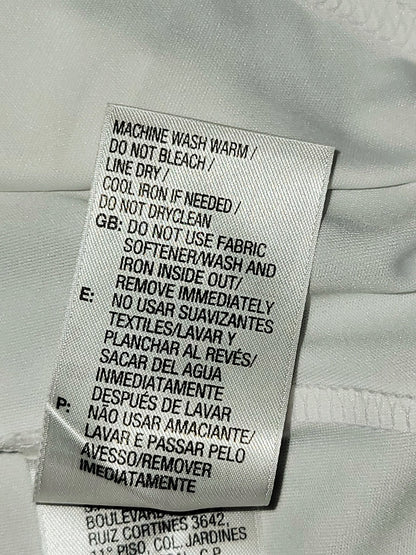 MACHINE WASH WARM /
DO NOT BLEACH /
LINE DRY /
COOL IRON IF NEEDED /
DO NOT DRYCLEAN
GB: DO NOT USE FABRIC
SOFTENER/WASH AND
IRON INSIDE OUT/
REMOVE IMMEDIATELY
E: NO USAR SUAVIZANTES
TEXTILES/LAVAR Y
PLANCHAR AL REVÉS/
SACAR DEL AGUA
INMEDIATAMENTE
DESPUÉS DE LAVAR
P: NÃO USAR AMACIANTE/
LAVAR E PASSAR PELO
AVESSO/REMOVER
IMEDIATAMENTE
BOULEVARD
RUIZ CORTINES 3642,
PISO, COL. JARDINES